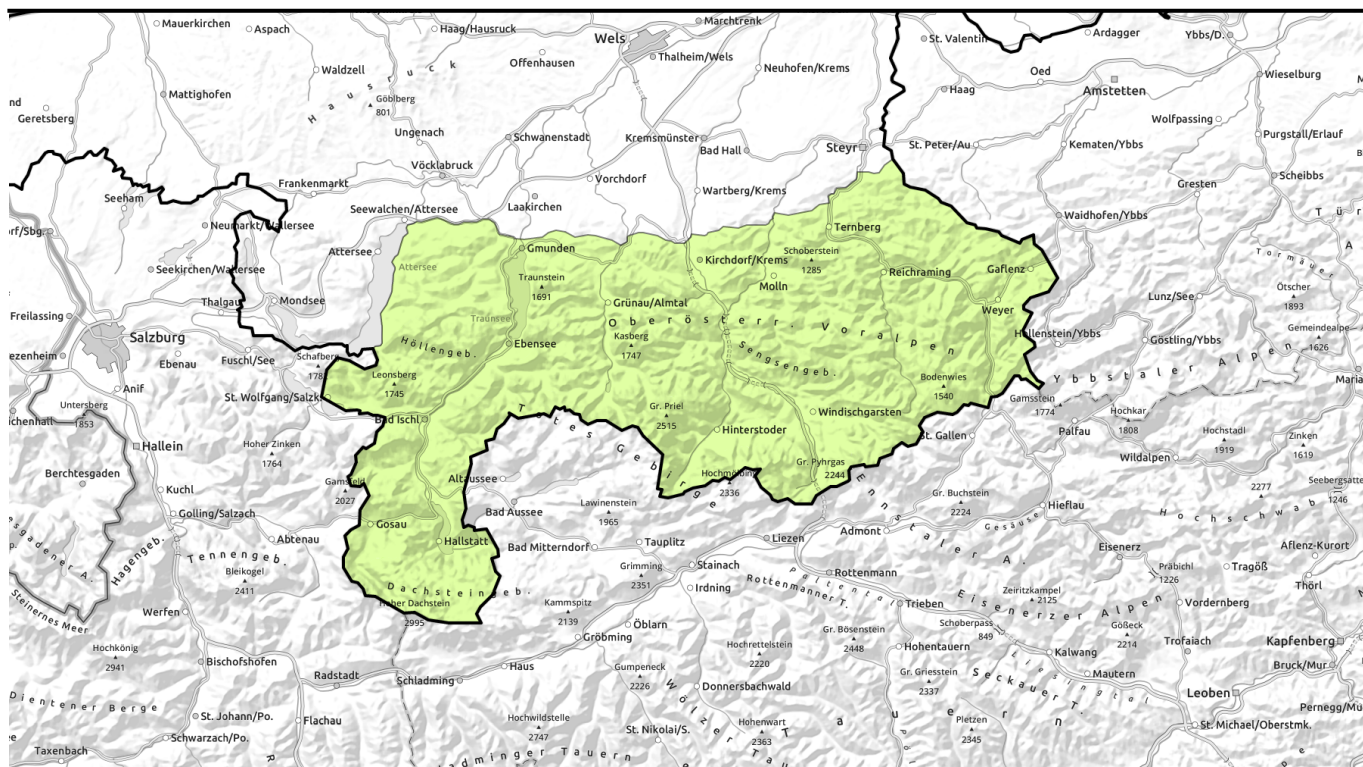 Mauerkirchen
Aspach
Haag/Hausruck
Marchtrenk
Wels
Thalheim/Wels
Offenhausen
Neuhofen/Krems
St. Valentin
Ardagger
Ybbs/D.
Oed
Wieselburg
Amstetten
Haag
Waldzell
Hausruck
Göblberg
801
Mattighofen
Geretsberg
Ungenach
Schwanenstadt
Kremsmünster
Bad Hall
Steyr
St. Peter/Au
Kematen/Ybbs
Wolfpassing
Purgstall/Erlauf
Vöcklabruck
Vorchdorf
Wartberg/Krems
Scheibbs
Gresten
Frankenmarkt
Seeham
Neumarkt/Wallersee
Seewalchen/Attersee
Laakirchen
Waidhofen/Ybbs
Ternberg
Attersee
Attersee
Gmunden
Kirchdorf/Krems
Schoberstein
1285
Molln
Reichraming
Gaflenz
Seekirchen/Wallersee
Traunstein
1691
Tormäuer
Ötscher
1893
Thalgau
Mondsee
Grünau/Almtal
Weyer
Lunz/See
Freilassing
Traunsee
Oberösterr. Voralpen
Salzburg
Höllengeb.
Ebensee
Kasberg
1747
Sengsengeb.
Hollenstein/Ybbs
Göstling/Ybbs
Gemeindealpe
1626
Ebenau
Fuschl/See
Schafberg
Leonsberg
1745
Bodenwies
1540
Ybbstaler Alpen
Anif
St. Wolfgang/Salzk
Untersberg
1853
Bad Ischl
Gr. Priel
2515
Windischgarsten
Gamsstein
1774
Hochkar
1808
Palfau
Hochstadl
1919
Zinken
1619
Hallein
Hoher Zinken
1764
Totes Gebirge
Hinterstoder
St. Gallen
Wildalpen
Berchtesgaden
Kuchl
Gamsfeld
2027
Altaussee
Hochmölbing
2336
Gr. Pyhrgas
2244
Ennstaler A.
Gr. Buchstein
2224
2277
Seebergsatte
1246
Golling/Salzach
Gosau
Bad Aussee
Lawinenstein
1965
Hieflau
Gesäuse
Hochschwab
Abtenau
Hallstatt
Bad Mitterndorf
Tauplitz
Liezen
Admont
Hagengeb.
Tennengeb.
Bleikogel
2411
Grimming
2351
Stainach
Irdning
Rottenmann
Paltental
Rottenmanner T.
Eisenerz
Präbichl
1226
Aflenz-Kurort
Tragöß
Thörl
Steinernes Meer
Werfen
Dachsteingeb.
Hoher Dachstein
2995
Kammspitz
2139
Öblarn
Trieben
Zeiritzkampel
2125
Eisenerzer Alpen
Vordernberg
Hochkönig
2941
Gröbming
Hochrettelstein
2220
Gr. Bösenstein
2448
Schoberpass
849
Gößeck
2214
Trofaiach
Kapfenberg
Bischofshofen
Radstadt
Schladming
Haus
Gumpeneck
2226
Donnersbachwald
Hohentauern
Gr. Griesstein
2337
Kalwang
Liesingtal
Mautern
Bruck/Mur
Leoben
Dientener Berge
St. Johann/Po.
Flachau
Hochwildstelle
2747
St. Nikolai/S.
Wölzer
Hohenwart
2363
Seckauer T.
Pletzen
2345
St. Michael/Oberstmk.
Pernegg/Mu
Taxenbach
Schwarzach/Po.
adminger Tauern